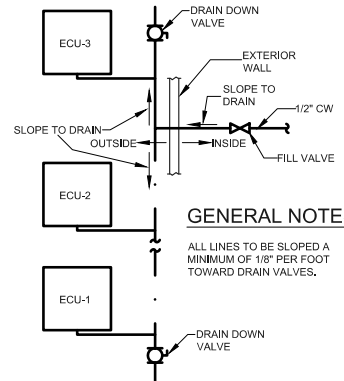 DRAIN DOWN
VALVE
ECU-3
EXTERIOR
WALL
SLOPE TO
DRAIN
1/2" CW
SLOPE TO DRAIN
OUTSIDE
INSIDE
FILL VALVE
ECU-2
GENERAL NOTE
ALL LINES TO BE SLOPED A
MINIMUM OF 1/8" PER FOOT
TOWARD DRAIN VALVES.
ECU-1
DRAIN DOWN
VALVE